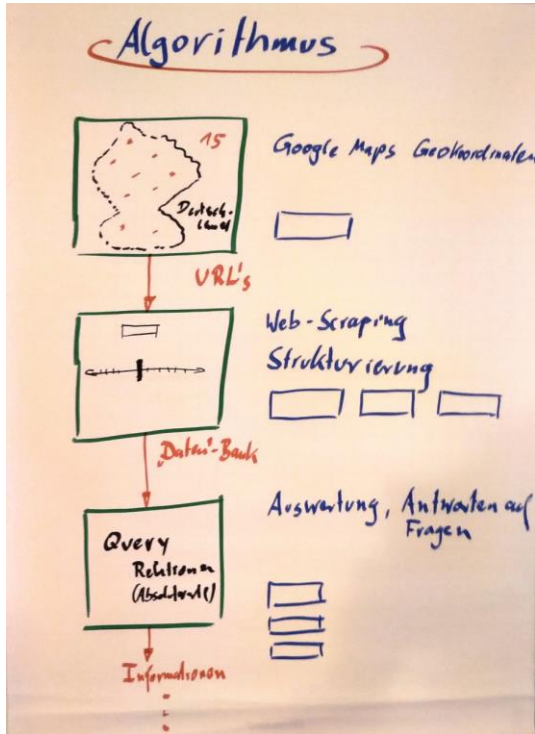 Algorithmus
15
Deutsch-
land
Google Maps Geokoordinaten
URL's
Web-Scraping
Strukturierung
"Daten"-Bank
Auswertung, Antworten auf
Fragen
Query
Relationen
Informationen